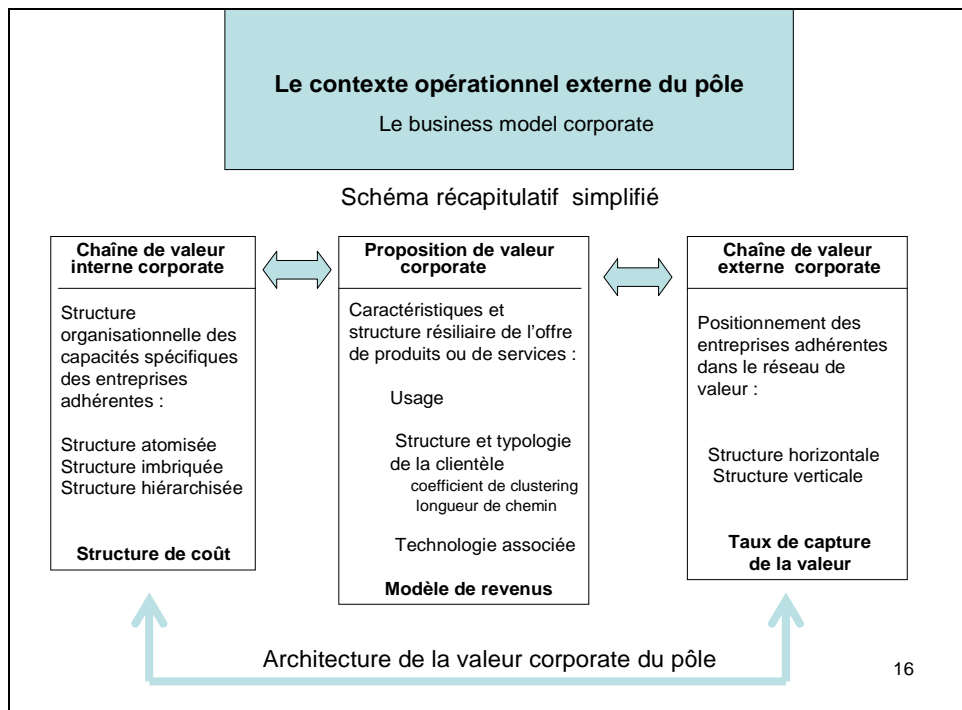 Le contexte opérationnel externe du pôle
Le business model corporate
Schéma récapitulatif simplifié
Chaîne de valeur
interne corporate
Structure
organisationnelle des
capacités spécifiques
des entreprises
adhérentes :
Structure atomisée
Structure imbriquée
Structure hiérarchisée
Structure de coût
Proposition de valeur
corporate
Caractéristiques et
structure résiliaire de l'offre
de produits ou de services :
Usage
Structure et typologie
de la clientèle
coefficient de clustering
longueur de chemin
Technologie associée
Modèle de revenus
Chaîne de valeur
externe corporate
Positionnement des
entreprises adhérentes
dans le réseau de
valeur :
Structure horizontale
Structure verticale
Taux de capture
de la valeur
Architecture de la valeur corporate du pôle
16